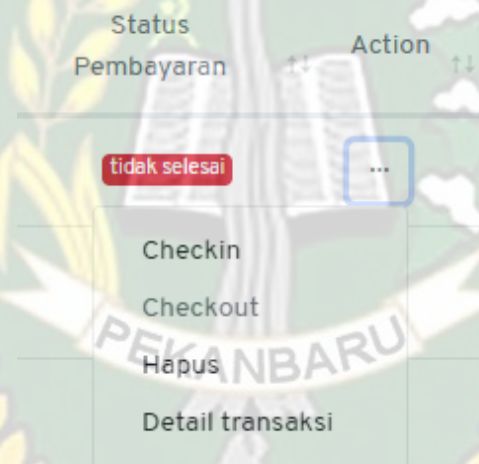 Status
Pembayaran
Action
tidak selesai
...
Checkin
Checkout
PEKANBARU
Hapus
Detail transaksi